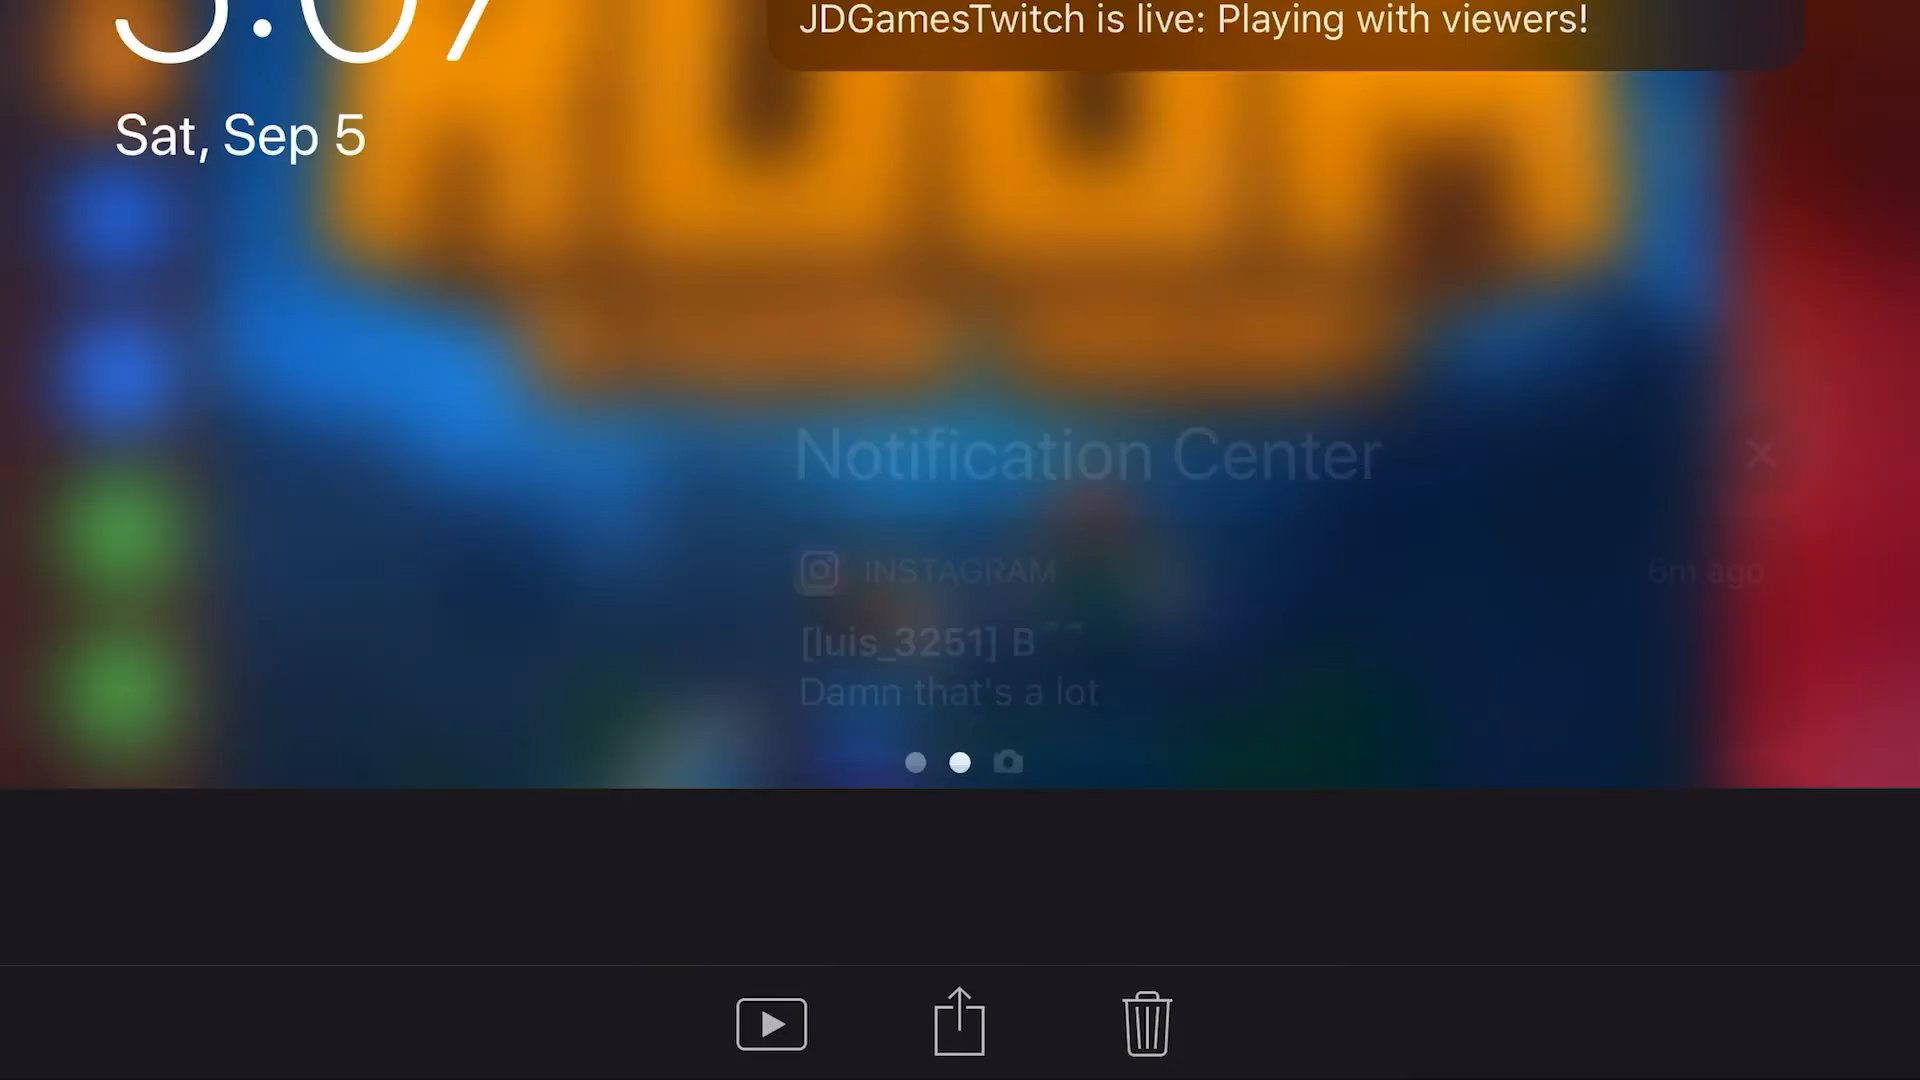 JDGamesTwitch is live: Playing with viewers!
Sat, Sep 5
Notification Center
INSTAGRAM
6m ago
[luis_3251] B
Damn that's a lot